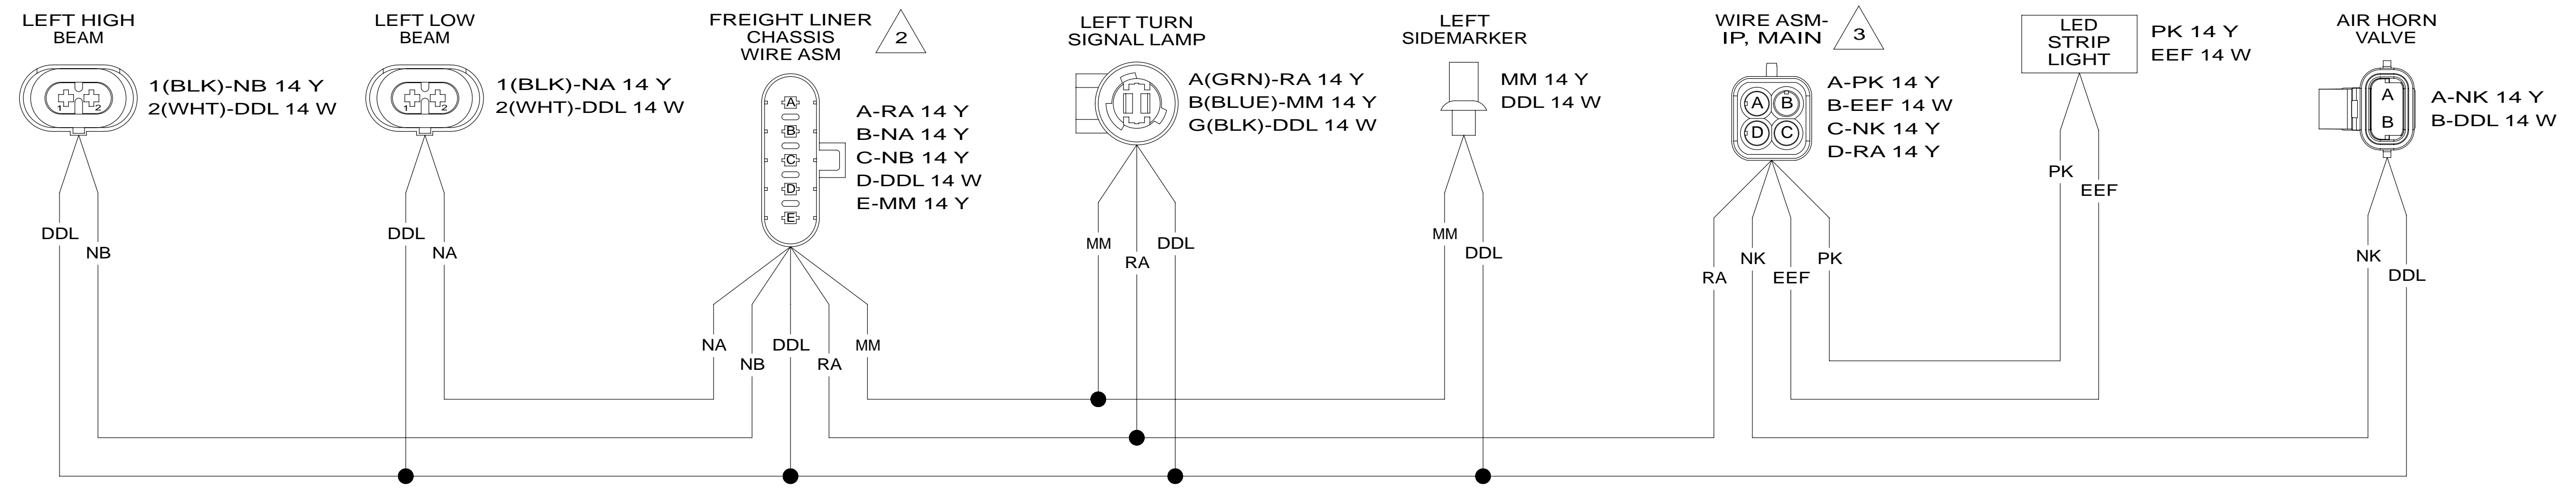 LEFT HIGH
BEAM
1
2
1(BLK)-NB 14 Y
2(WHT)-DDL 14 W
DDL
NB
LEFT LOW
BEAM
1
2
1(BLK)-NA 14 Y
2(WHT)-DDL 14 W
DDL
NA
FREIGHT LINER
CHASSIS
WIRE ASM
2
A
B
C
D
E
A-RA 14 Y
B-NA 14 Y
C-NB 14 Y
D-DDL 14 W
E-MM 14 Y
NA
NB
DDL
RA
MM
LEFT TURN
SIGNAL LAMP
A(GRN)-RA 14 Y
B(BLUE)-MM 14 Y
G(BLK)-DDL 14 W
MM
RA
DDL
LEFT
SIDEMARKER
MM 14 Y
DDL 14 W
MM
DDL
WIRE ASM-
IP, MAIN
3
A B
D C
A-PK 14 Y
B-EEF 14 W
C-NK 14 Y
D-RA 14 Y
RA
NK
EEF
PK
LED
STRIP
LIGHT
PK 14 Y
EEF 14 W
PK
EEF
AIR HORN
VALVE
A
B
A-NK 14 Y
B-DDL 14 W
NK
DDL